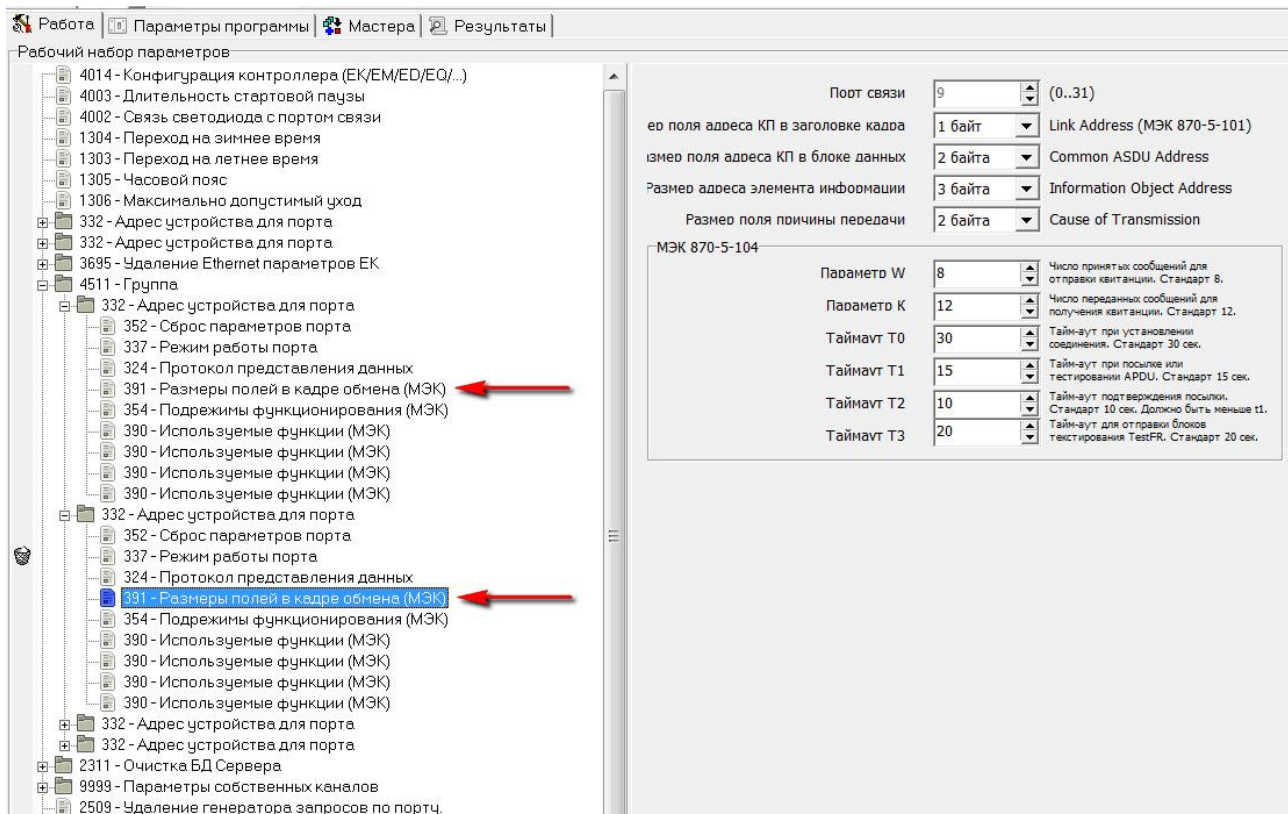 Работа Параметры программы Мастера Результаты
Рабочий набор параметров
4014 - Конфигурация контроллера (EK/EM/ED/EQ/...)
4003 - Длительность стартовой паузы
4002 - Связь светодиода с портом связи
1304 - Переход на зимнее время
1303 - Переход на летнее время
1305 - Часовой пояс
1306 - Максимально допустимый уход
332 - Адрес устройства для порта
332 - Адрес устройства для порта
3695 - Удаление Ethernet параметров ЕК
4511 - Группа
332 - Адрес устройства для порта
352 - Сброс параметров порта
337 - Режим работы порта
324 - Протокол представления данных
391 - Размеры полей в кадре обмена (МЭК)
354 - Подрежимы функционирования (МЭК)
390 - Используемые функции (МЭК)
390 - Используемые функции (МЭК)
390 - Используемые функции (МЭК)
390 - Используемые функции (МЭК)
332 - Адрес устройства для порта
352 - Сброс параметров порта
337 - Режим работы порта
324 - Протокол представления данных
391 - Размеры полей в кадре обмена (МЭК)
354 - Подрежимы функционирования (МЭК)
390 - Используемые функции (МЭК)
390 - Используемые функции (МЭК)
390 - Используемые функции (МЭК)
390 - Используемые функции (МЭК)
332 - Адрес устройства для порта
332 - Адрес устройства для порта
2311 - Очистка БД Сервера
9999 - Параметры собственных каналов
2509 - Удаление генератора запросов по порту.
Порт связи 9 (0..31)
ер поля адреса КП в заголовке кадра 1 байт Link Address (МЭК 870-5-101)
азмер поля адреса КП в блоке данных 2 байта Common ASDU Address
Размер адреса элемента информации 3 байта Information Object Address
Размер поля причины передачи 2 байта Cause of Transmission
МЭК 870-5-104
Параметр W 8 Число принятых сообщений для
отправки квитанции. Стандарт 8.
Параметр K 12 Число переданных сообщений для
получения квитанции. Стандарт 12.
Таймаут T0 30 Тайм-аут при установлении
соединения. Стандарт 30 сек.
Таймаут T1 15 Тайм-аут при посылке или
тестировании APDU. Стандарт 15 сек.
Таймаут T2 10 Тайм-аут подтверждения посылки.
Стандарт 10 сек. Должно быть меньше t1.
Таймаут T3 20 Тайм-аут для отправки блоков
текстирования TestFR. Стандарт 20 сек.